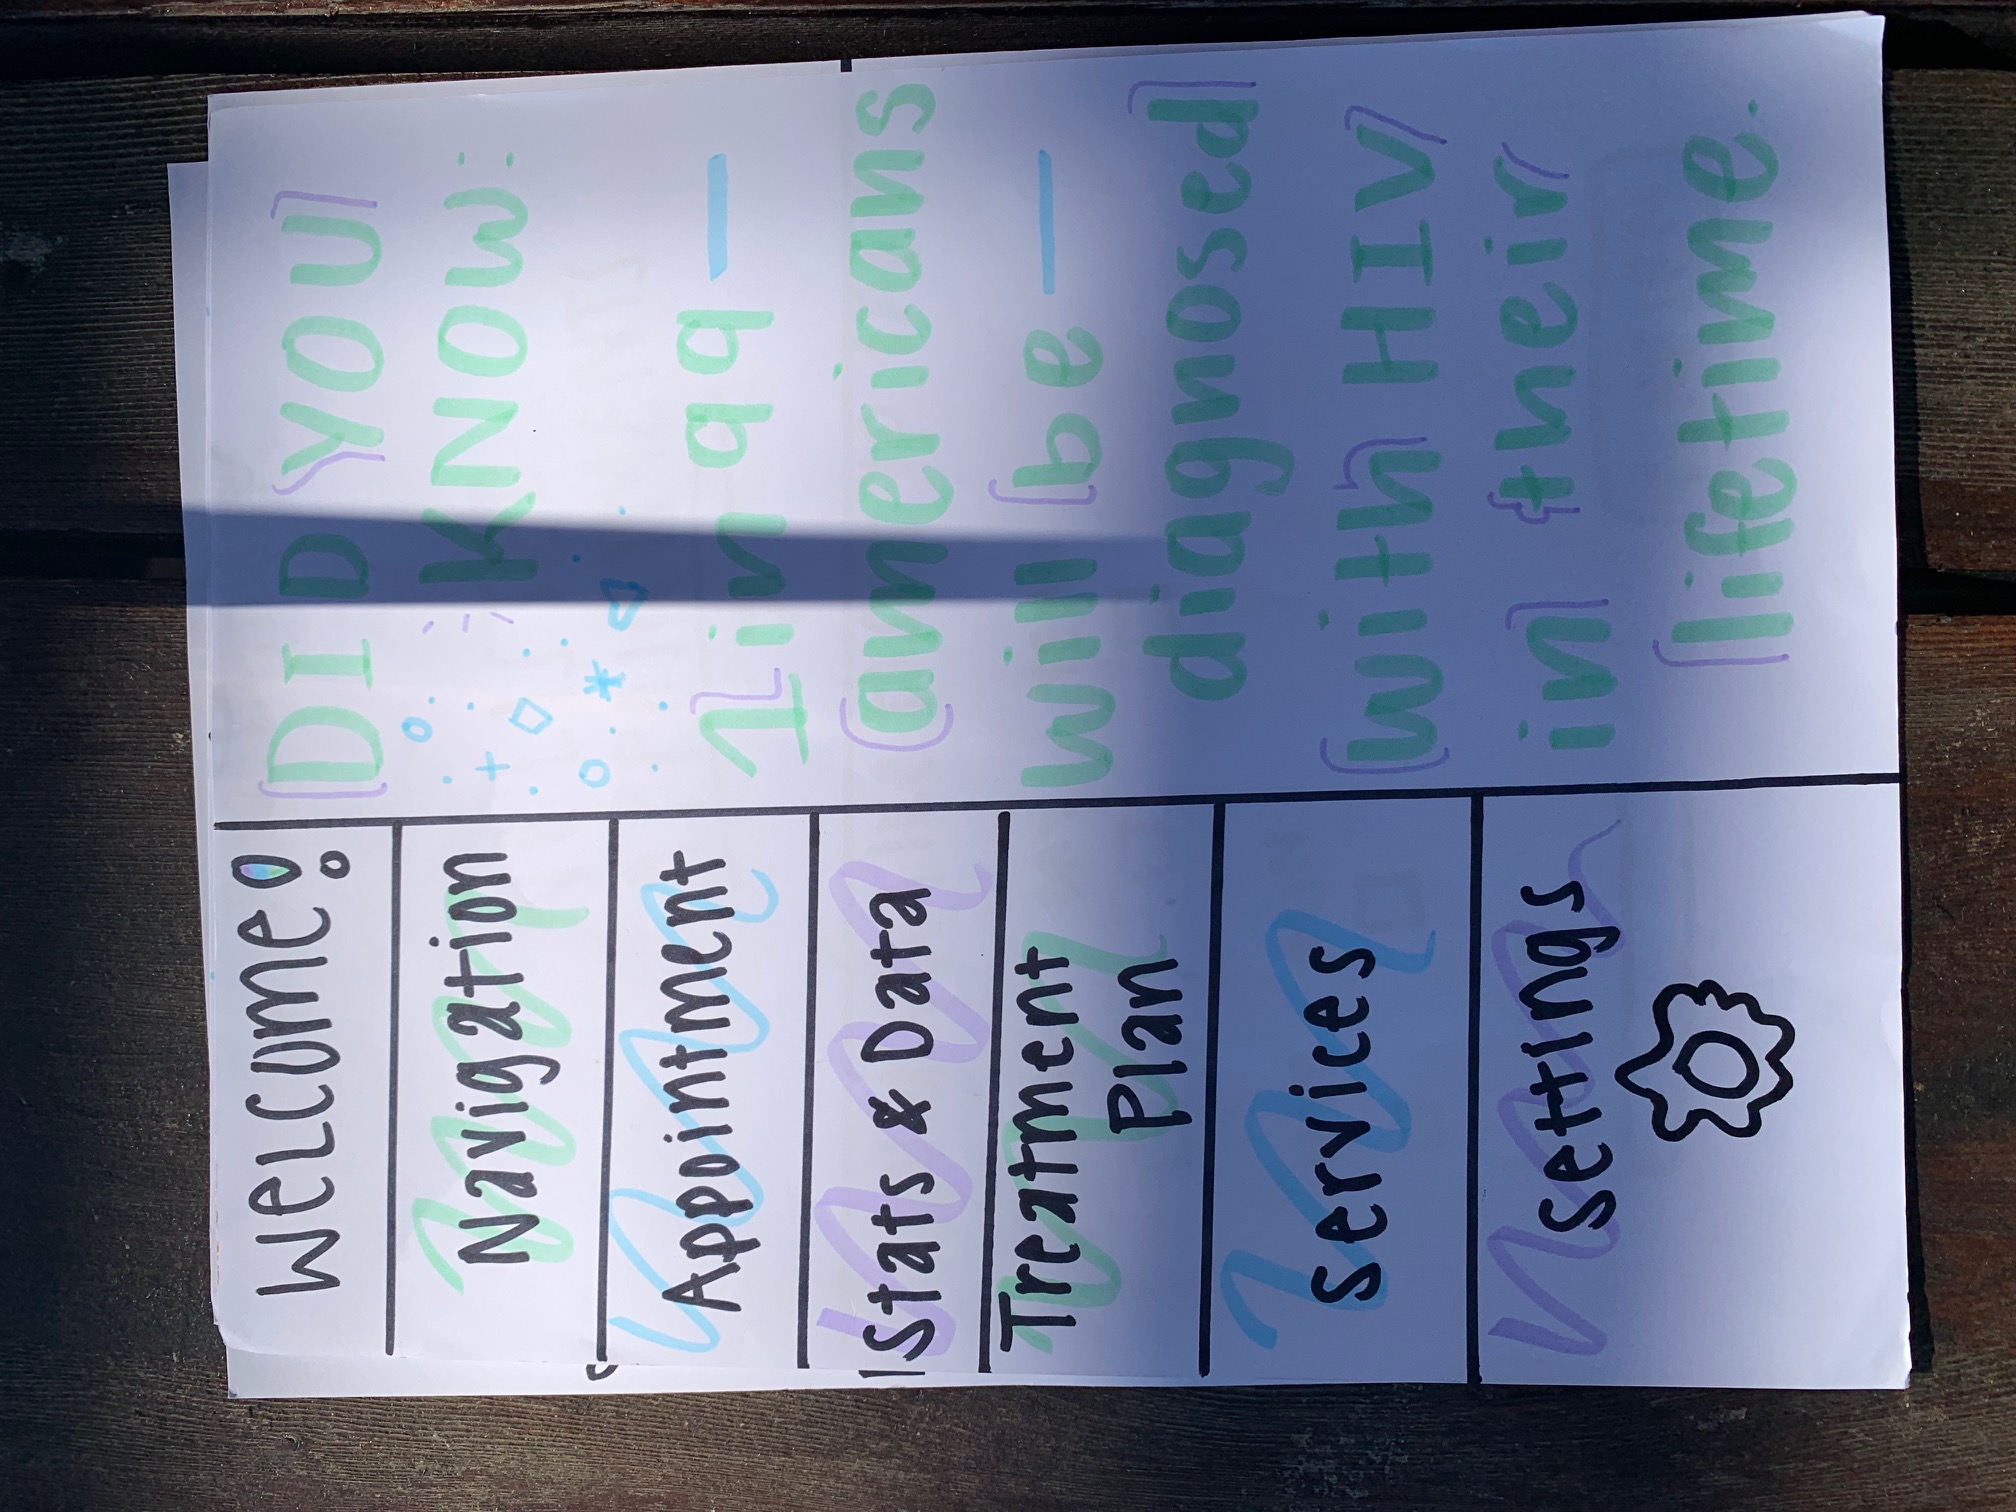 Welcome!
Navigation
Appointment
Stats & Data
Treatment
Plan
Services
settings
DID YOU
KNOW:
1 in 99 —
americans
will be —
diagnosed
with HIV
in their
lifetime.